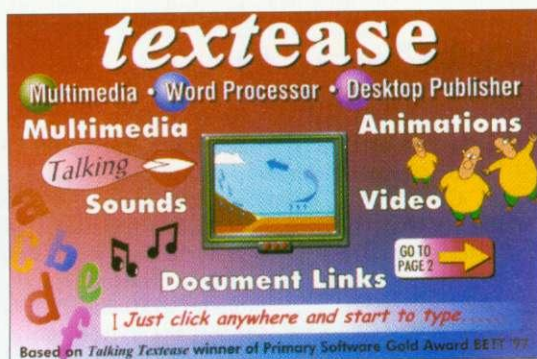 textease
Multimedia • Word Processor • Desktop Publisher
Multimedia
Animations
Talking
Sounds
Video
a
b
c
d
e
f
GO TO
PAGE 2
Document Links
Just click anywhere and start to type......
Based on Talking Textease winner of Primary Software Gold Award BETT '97